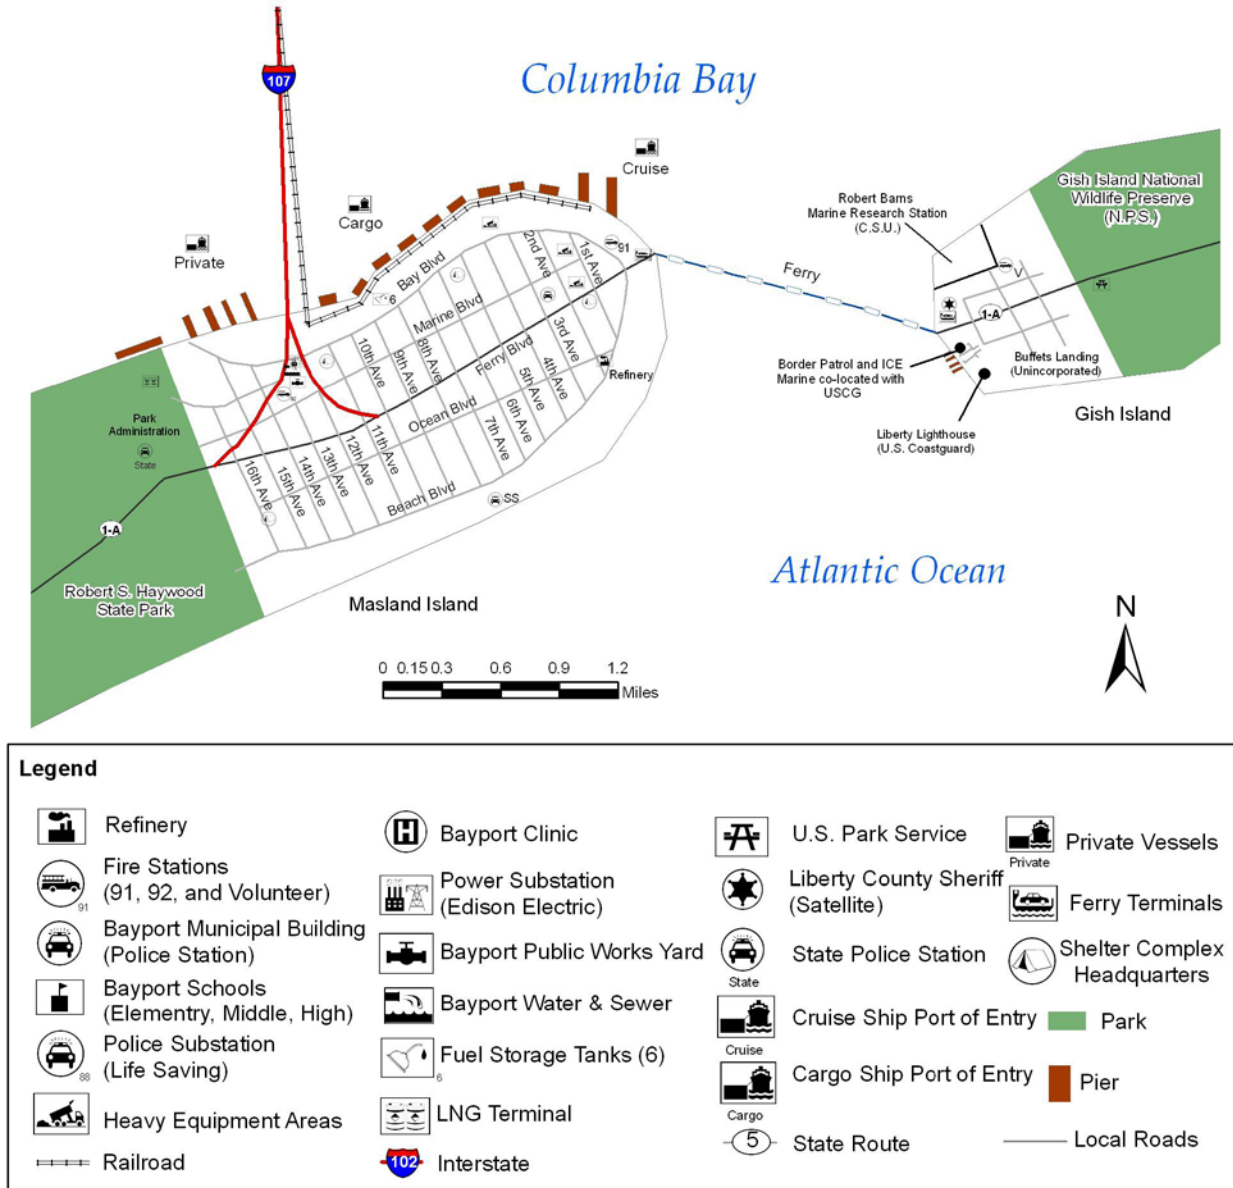 107
Columbia Bay
Cruise
Cargo
Private
Robert Barns
Marine Research Station
(C.S.U.)
Gish Island National
Wildlife Preserve
(N.P.S.)
91
2nd Ave
1st Ave
Bay Blvd
6
Marine Blvd
Ferry
V
1-A
10th Ave
9th Ave
8th Ave
Ferry Blvd
3rd Ave
4th Ave
5th Ave
6th Ave
7th Ave
Refinery
Ocean Blvd
11th Ave
12th Ave
13th Ave
14th Ave
15th Ave
16th Ave
Beach Blvd
SS
Park
Administration
State
1-A
Robert S. Haywood
State Park
Border Patrol and ICE
Marine co-located with
USCG
Buffets Landing
(Unincorporated)
Gish Island
Liberty Lighthouse
(U.S. Coastguard)
Masland Island
Atlantic Ocean
N
0 0.15 0.3 0.6 0.9 1.2
Miles
Legend
Refinery
Fire Stations
(91, 92, and Volunteer)
91
Bayport Municipal Building
(Police Station)
Bayport Schools
(Elementry, Middle, High)
Police Substation
(Life Saving)
88
Heavy Equipment Areas
Railroad
H
Bayport Clinic
Power Substation
(Edison Electric)
Bayport Public Works Yard
Bayport Water & Sewer
Fuel Storage Tanks (6)
6
LNG Terminal
102
Interstate
U.S. Park Service
Liberty County Sheriff
(Satellite)
State Police Station
State
Cruise Ship Port of Entry
Cruise
Cargo Ship Port of Entry
Cargo
5
State Route
Private Vessels
Private
Ferry Terminals
Shelter Complex
Headquarters
Park
Pier
Local Roads